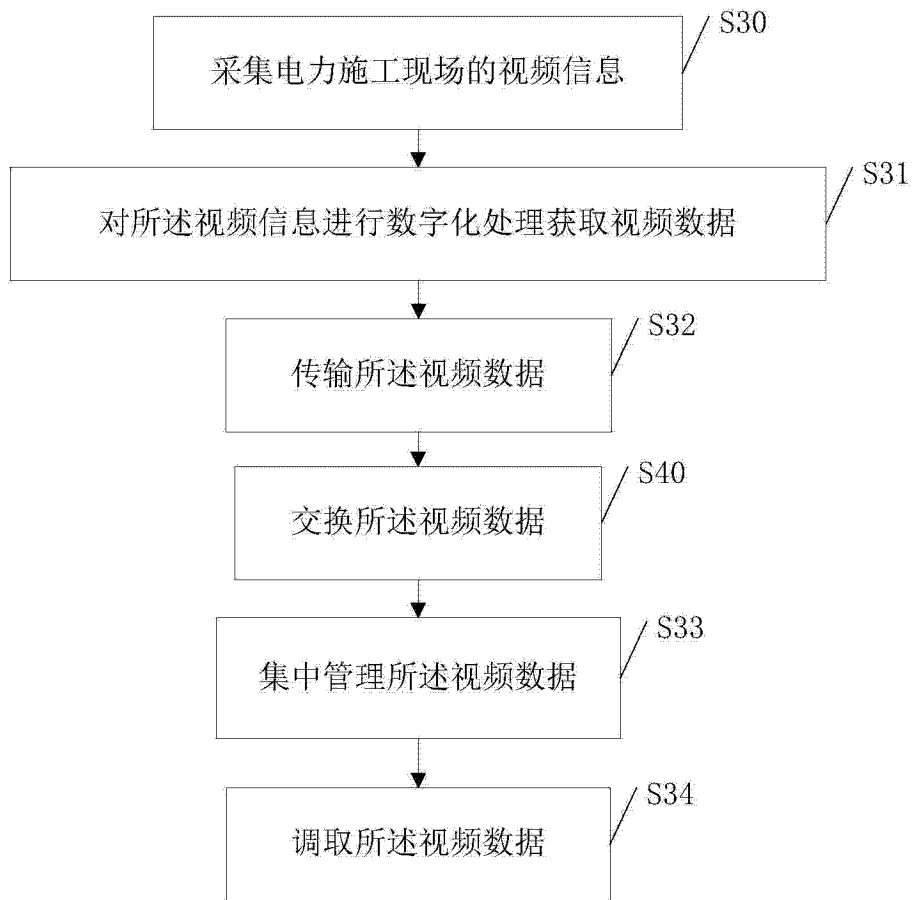 S30
采集电力施工现场的视频信息
S31
对所述视频信息进行数字化处理获取视频数据
S32
传输所述视频数据
S40
交换所述视频数据
S33
集中管理所述视频数据
S34
调取所述视频数据